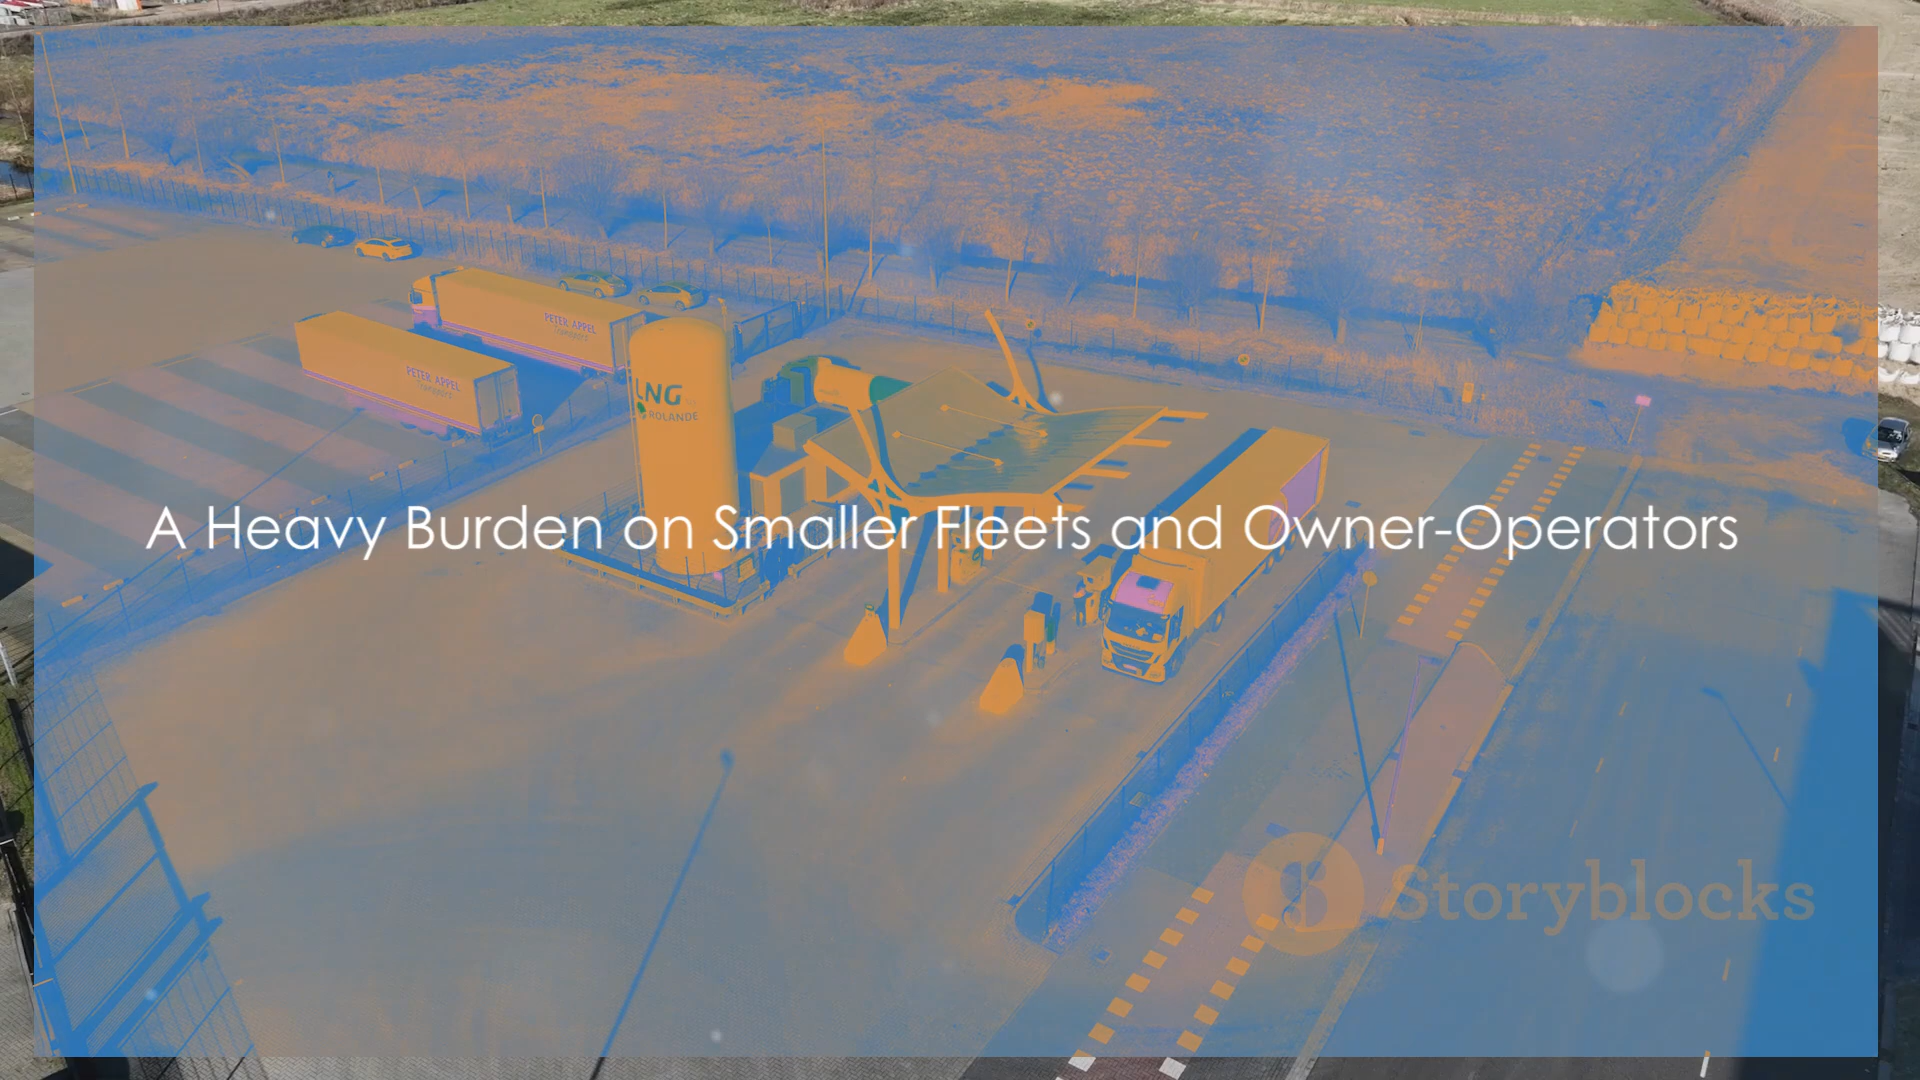 PETER APPEL
PETER APPEL
LNG
ROLANDE
A Heavy Burden on Smaller Fleets and Owner-Operators
Storyblocks